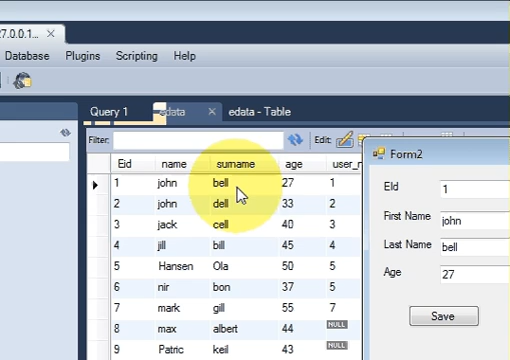 27.0.0.1...
Database Plugins Scripting Help
Query 1 edata edata - Table
Filter: Edit:
Eid name surname age user_n
1 john bell 27 1
2 john dell 33 2
3 jack cell 40 3
4 jill bill 45 4
5 Hansen Ola 50 5
6 nir bon 37 5
7 mark gill 55 7
8 max albert 44 NULL
9 Patric keil 43 NULL
Form2
EId 1
First Name john
Last Name bell
Age 27
Save